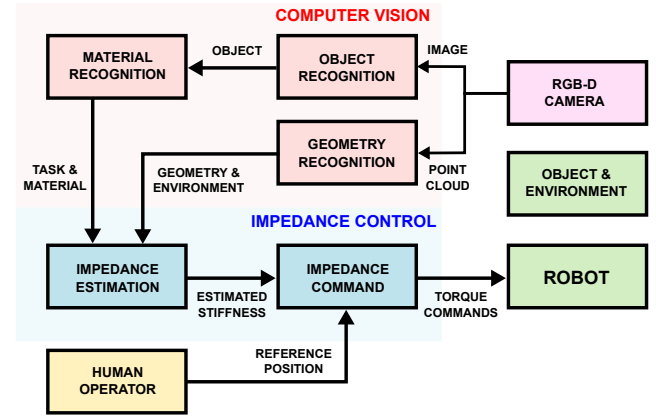 COMPUTER VISION
MATERIAL
RECOGNITION
OBJECT
OBJECT
RECOGNITION
IMAGE
RGB-D
CAMERA
GEOMETRY
RECOGNITION
POINT
CLOUD
TASK &
MATERIAL
GEOMETRY &
ENVIRONMENT
OBJECT &
ENVIRONMENT
IMPEDANCE CONTROL
IMPEDANCE
ESTIMATION
ESTIMATED
STIFFNESS
IMPEDANCE
COMMAND
TORQUE
COMMANDS
ROBOT
HUMAN
OPERATOR
REFERENCE
POSITION